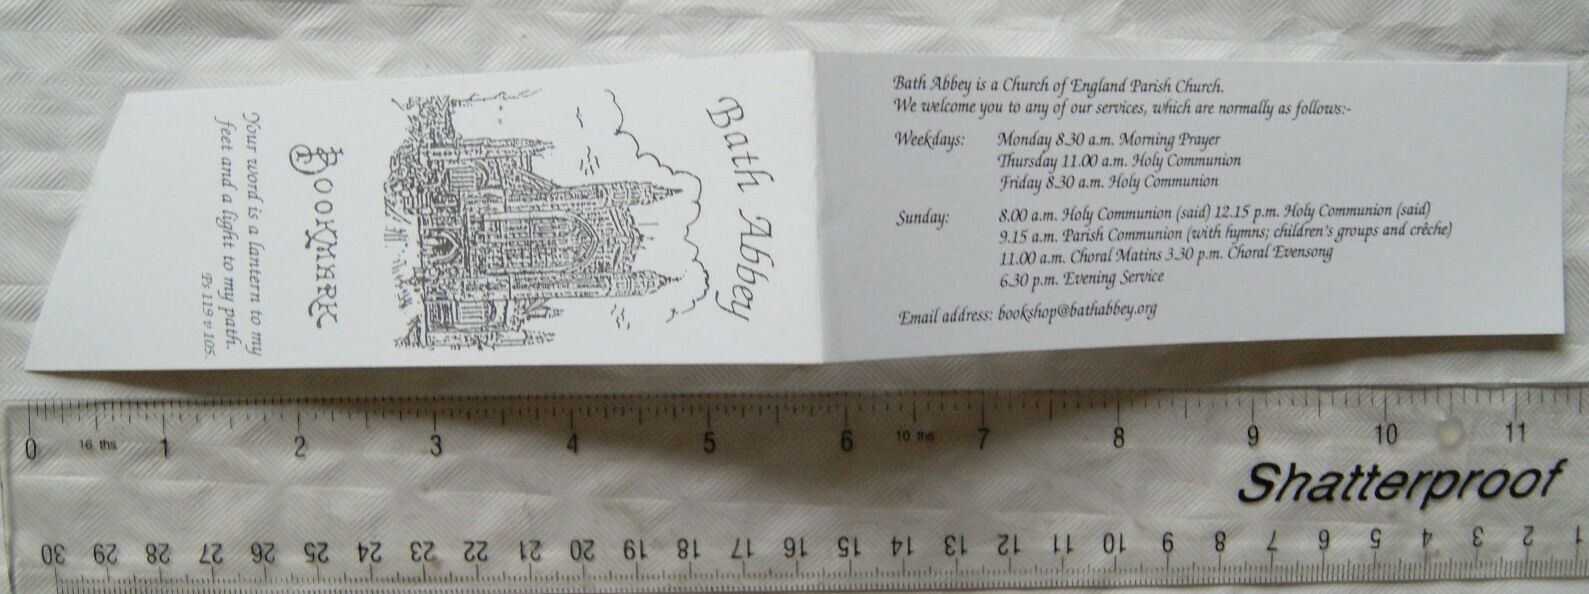 Bath Abbey
Bookmark
Your word is a lantern to my
feet and a light to my path.
Ps 119 v 105.
Bath Abbey is a Church of England Parish Church.
We welcome you to any of our services, which are normally as follows:-
Weekdays: Monday 8.30 a.m. Morning Prayer
Thursday 11.00 a.m. Holy Communion
Friday 8.30 a.m. Holy Communion
Sunday: 8.00 a.m. Holy Communion (said) 12.15 p.m. Holy Communion (said)
9.15 a.m. Parish Communion (with hymns; children's groups and crêche)
11.00 a.m. Choral Matins 3.30 p.m. Choral Evensong
6.30 p.m. Evening Service
Email address: bookshop@bathabbey.org
0 16 ths 1 2 3 4 5 6 10 ths 7 8 9 10 11
Shatterproof
30 29 28 27 26 25 24 23 22 21 20 19 18 17 16 15 14 13 12 11 10 9 8 7 6 5 4 3 2 1